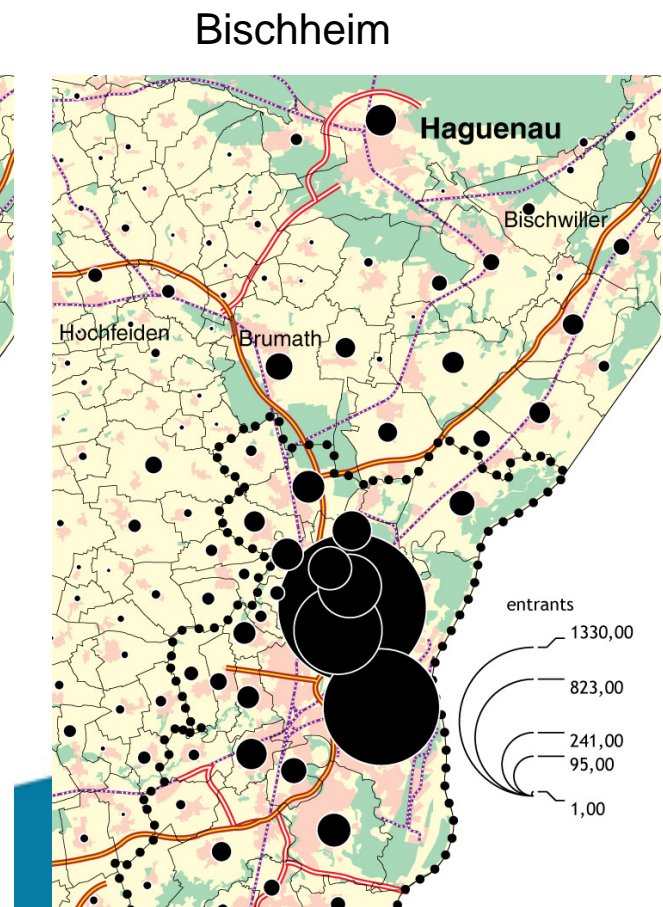 Bischheim
Haguenau
Bischwiller
Hochfelden
Brumath
entrants
1330,00
823,00
241,00
95,00
1,00